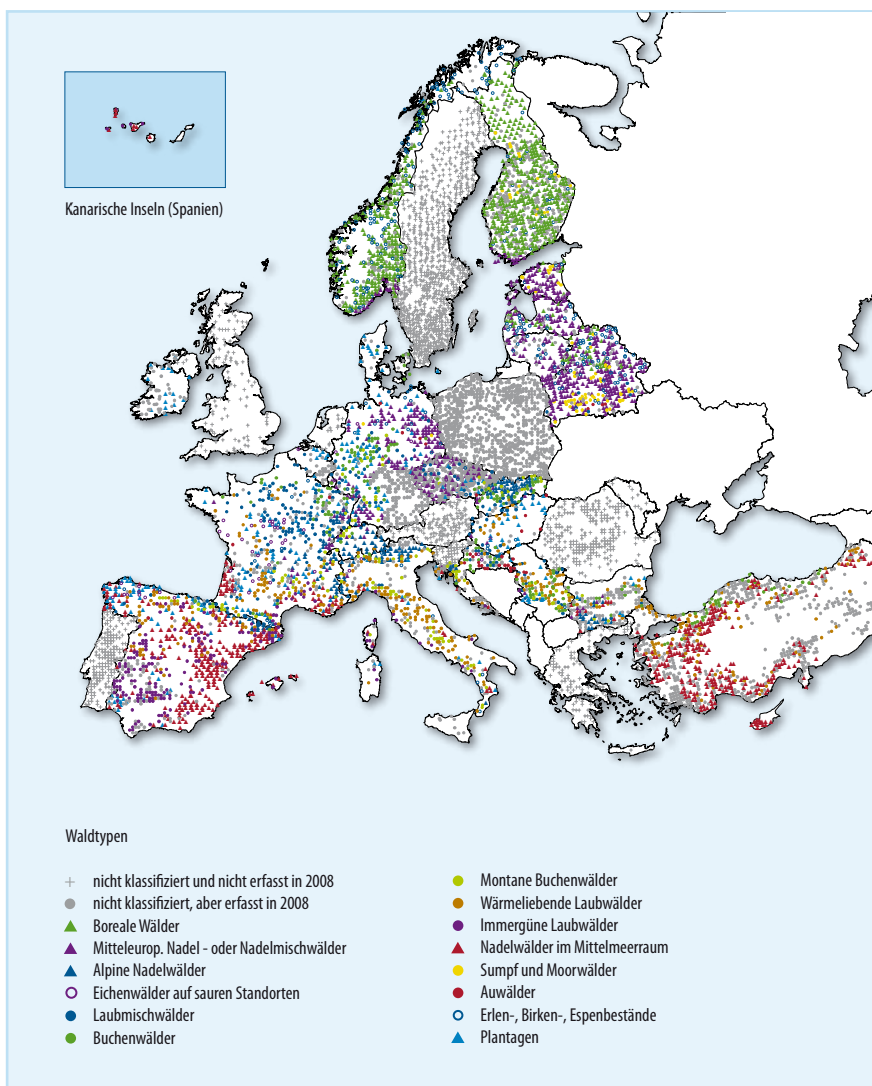 Kanarische Inseln (Spanien)
Waldtypen
nicht klassifiziert und nicht erfasst in 2008
nicht klassifiziert, aber erfasst in 2008
Boreale Wälder
Mitteleurop. Nadel - oder Nadelmischwälder
Alpine Nadelwälder
Eichenwälder auf sauren Standorten
Laubmischwälder
Buchenwälder
Montane Buchenwälder
Wärmeliebende Laubwälder
Immergüne Laubwälder
Nadelwälder im Mittelmeerraum
Sumpf und Moorwälder
Auwälder
Erlen-, Birken-, Espenbestände
Plantagen